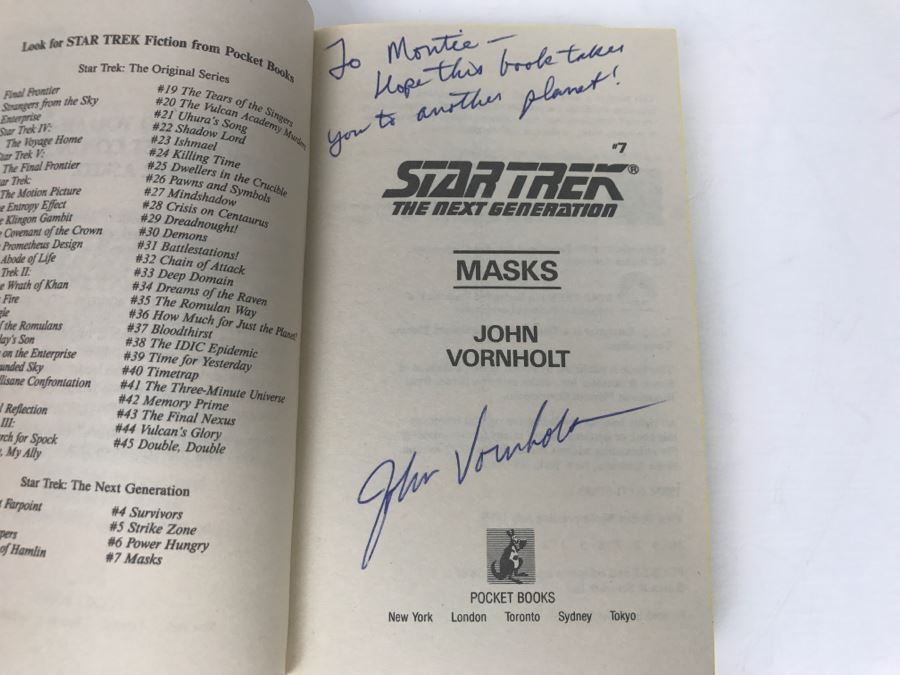 Look for STAR TREK Fiction from Pocket Books
Star Trek: The Original Series
Final Frontier
Strangers from the Sky
Enterprise
Star Trek IV:
The Voyage Home
Star Trek V:
The Final Frontier
Star Trek:
The Motion Picture
The Entropy Effect
The Klingon Gambit
Covenant of the Crown
Prometheus Design
Abode of Life
Trek II:
Wrath of Khan
Fire
of the Romulans
day's Son
on the Enterprise
unded Sky
llisane Confrontation
l Reflection
III:
rch for Spock
, My Ally
#19 The Tears of the Singers
#20 The Vulcan Academy Murders
#21 Uhura's Song
#22 Shadow Lord
#23 Ishmael
#24 Killing Time
#25 Dwellers in the Crucible
#26 Pawns and Symbols
#27 Mindshadow
#28 Crisis on Centaurus
#29 Dreadnought!
#30 Demons
#31 Battlestations!
#32 Chain of Attack
#33 Deep Domain
#34 Dreams of the Raven
#35 The Romulan Way
#36 How Much for Just the Planet?
#37 Bloodthirst
#38 The IDIC Epidemic
#39 Time for Yesterday
#40 Timetrap
#41 The Three-Minute Universe
#42 Memory Prime
#43 The Final Nexus
#44 Vulcan's Glory
#45 Double, Double
Star Trek: The Next Generation
t Farpoint
pers
of Hamlin
#4 Survivors
#5 Strike Zone
#6 Power Hungry
#7 Masks
To Montie –
Hope this book takes
you to another planet!
#7
STAR TREK®
THE NEXT GENERATION
MASKS
JOHN
VORNHOLT
John Vornholt
POCKET BOOKS
New York London Toronto Sydney Tokyo